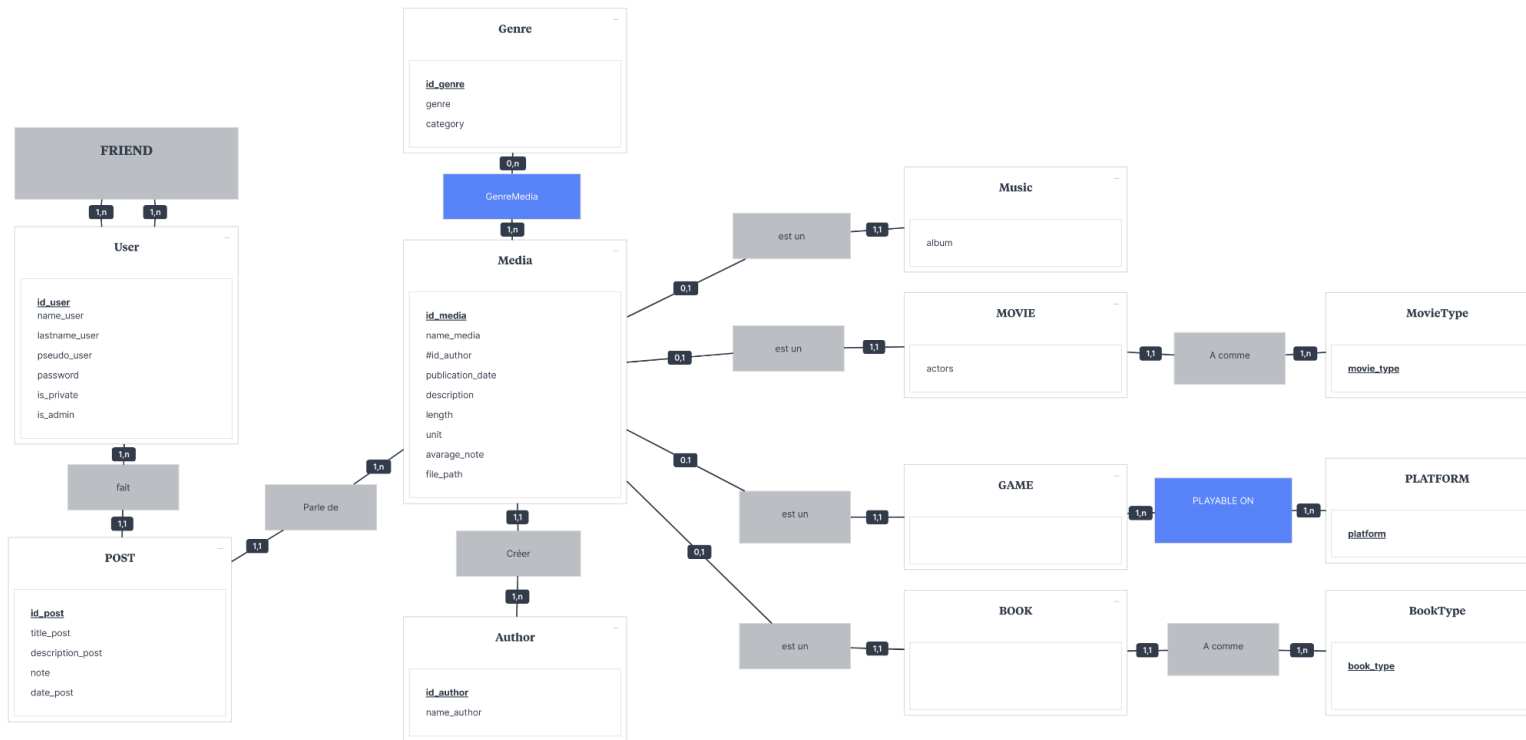 Genre
id_genre
genre
category
0,n
GenreMedia
1,n
FRIEND
1,n
1,n
User
id_user
name_user
lastname_user
pseudo_user
password
is_private
is_admin
1,n
fait
1,1
POST
id_post
title_post
description_post
note
date_post
1,1
Parle de
1,n
Media
id_media
name_media
#id_author
publication_date
description
length
unit
avarage_note
file_path
1,1
Créer
1,n
Author
id_author
name_author
0,1
est un
1,1
Music
album
0,1
est un
1,1
MOVIE
actors
1,1
A comme
1,n
MovieType
movie_type
0.1
est un
1,1
GAME
1,n
PLAYABLE ON
1,n
PLATFORM
platform
0,1
est un
1,1
BOOK
1,1
A comme
1,n
BookType
book_type